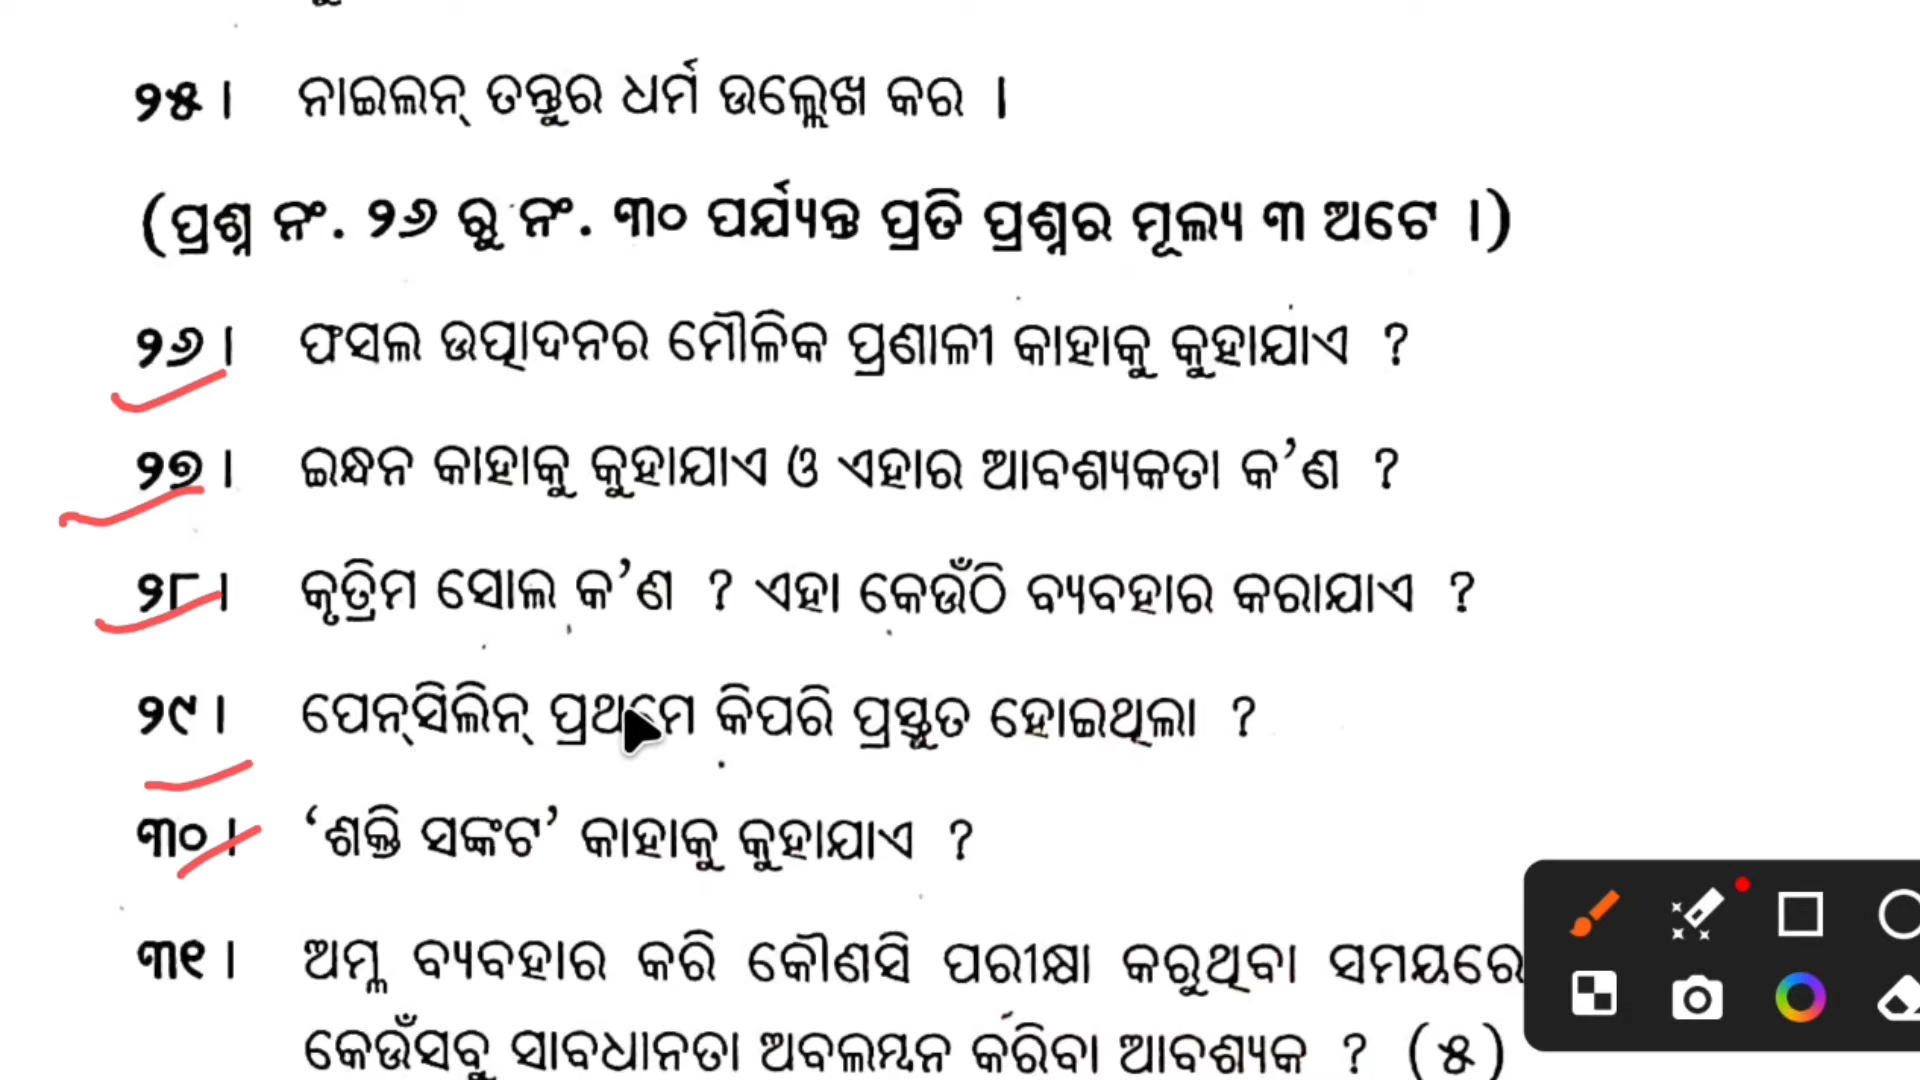 ୨୫ । ନାଇଲନ୍ ତନ୍ତୁର ଧର୍ମ ଉଲ୍ଲେଖ କର ।
(ପ୍ରଶ୍ନ ନଂ. ୨୬ ରୁ ନଂ. ୩୦ ପର୍ଯ୍ୟନ୍ତ ପ୍ରତି ପ୍ରଶ୍ନର ମୂଲ୍ୟ ୩ ଅଟେ ।)
୨୬ । ଫସଲ ଉତ୍ପାଦନର ମୌଳିକ ପ୍ରଣାଳୀ କାହାକୁ କୁହାଯାଏ ?
୨୭ । ଇନ୍ଧନ କାହାକୁ କୁହାଯାଏ ଓ ଏହାର ଆବଶ୍ୟକତା କ'ଣ ?
୨୮ । କୃତ୍ରିମ ସୋଲ କ'ଣ ? ଏହା କେଉଁଠି ବ୍ୟବହାର କରାଯାଏ ?
୨୯ । ପେନ୍‌ସିଲିନ୍ ପ୍ରଥମେ କିପରି ପ୍ରସ୍ତୁତ ହୋଇଥିଲା ?
୩୦ । 'ଶକ୍ତି ସଙ୍କଟ' କାହାକୁ କୁହାଯାଏ ?
୩୧ । ଅମ୍ଳ ବ୍ୟବହାର କରି କୌଣସି ପରୀକ୍ଷା କରୁଥିବା ସମୟରେ
କେଉଁସବୁ ସାବଧାନତା ଅବଲମ୍ବନ କରିବା ଆବଶ୍ୟକ ? (୫)